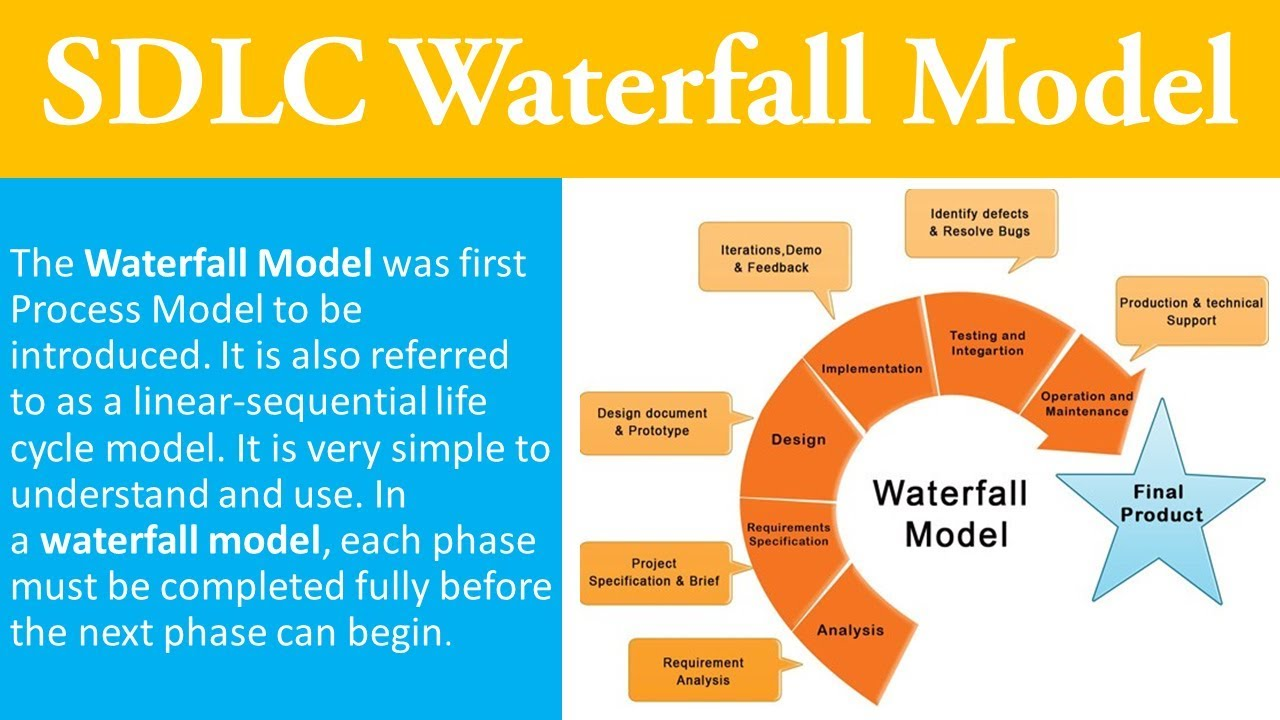 SDLC Waterfall Model
The Waterfall Model was first
Process Model to be
introduced. It is also referred
to as a linear-sequential life
cycle model. It is very simple to
understand and use. In
a waterfall model, each phase
must be completed fully before
the next phase can begin.
Identify defects
& Resolve Bugs
Iterations,Demo
& Feedback
Production & technical
Support
Testing and
Integartion
Implementation
Operation and
Maintenance
Design document
& Prototype
Design
Waterfall
Model
Final
Product
Requirements
Specification
Project
Specification & Brief
Analysis
Requirement
Analysis